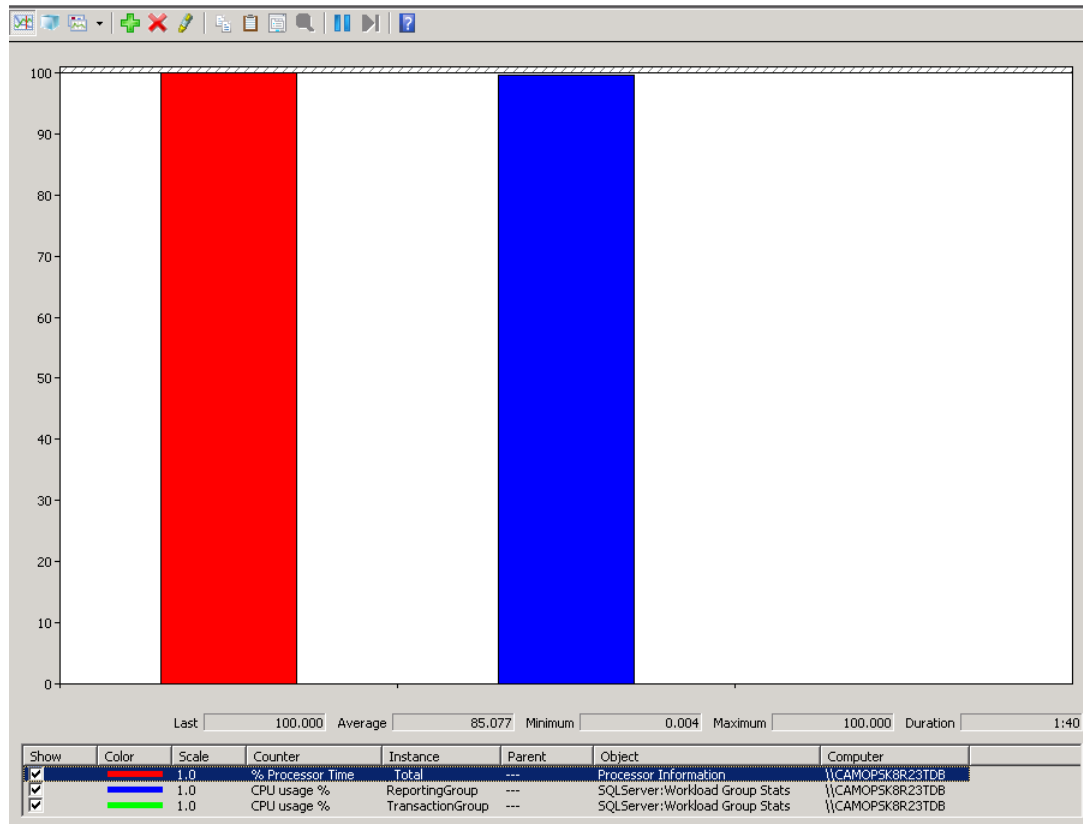 100
90
80
70
60
50
40
30
20
10
0
Last 100.000 Average 85.077 Minimum 0.004 Maximum 100.000 Duration 1:40
Show Color Scale Counter Instance Parent Object Computer
1.0 % Processor Time _Total --- Processor Information \\CAMOPSK8R23TDB
1.0 CPU usage % ReportingGroup --- SQLServer:Workload Group Stats \\CAMOPSK8R23TDB
1.0 CPU usage % TransactionGroup --- SQLServer:Workload Group Stats \\CAMOPSK8R23TDB